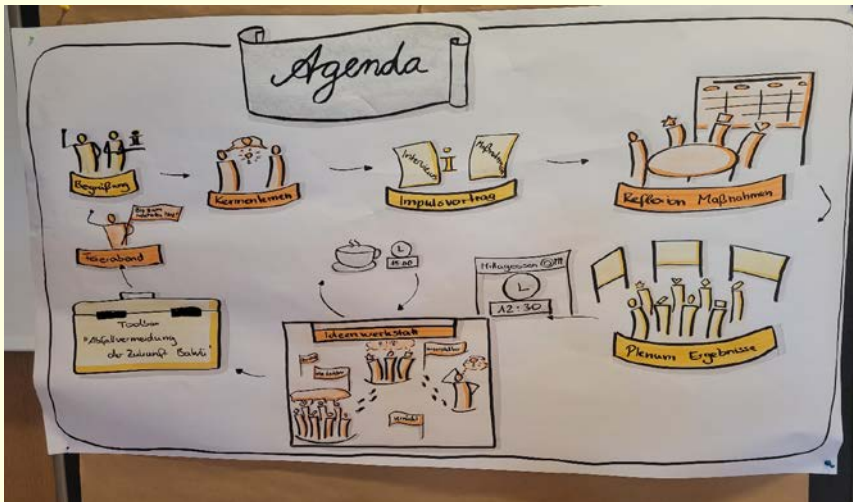 Agenda
Begrüßung
Kennenlernen
Interviews
Maßnahmen
Impulsvortrag
Reflexion Maßnahmen
Plenum Ergebnisse
Mittagessen
12:30
15:00
Ideenwerkstatt
Toolbox
"Abfallvermeidung
der Zukunft BaWü"
Feierabend